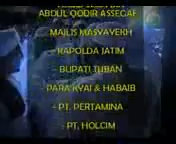 ABDUL QODIR ASSEGAF
- MAJLIS MASYAYEKH
- KAPOLDA JATIM
- BUPATI TUBAN
- PARA KYAI & HABAIB
- PT. PERTAMINA
- PT. HOLCIM